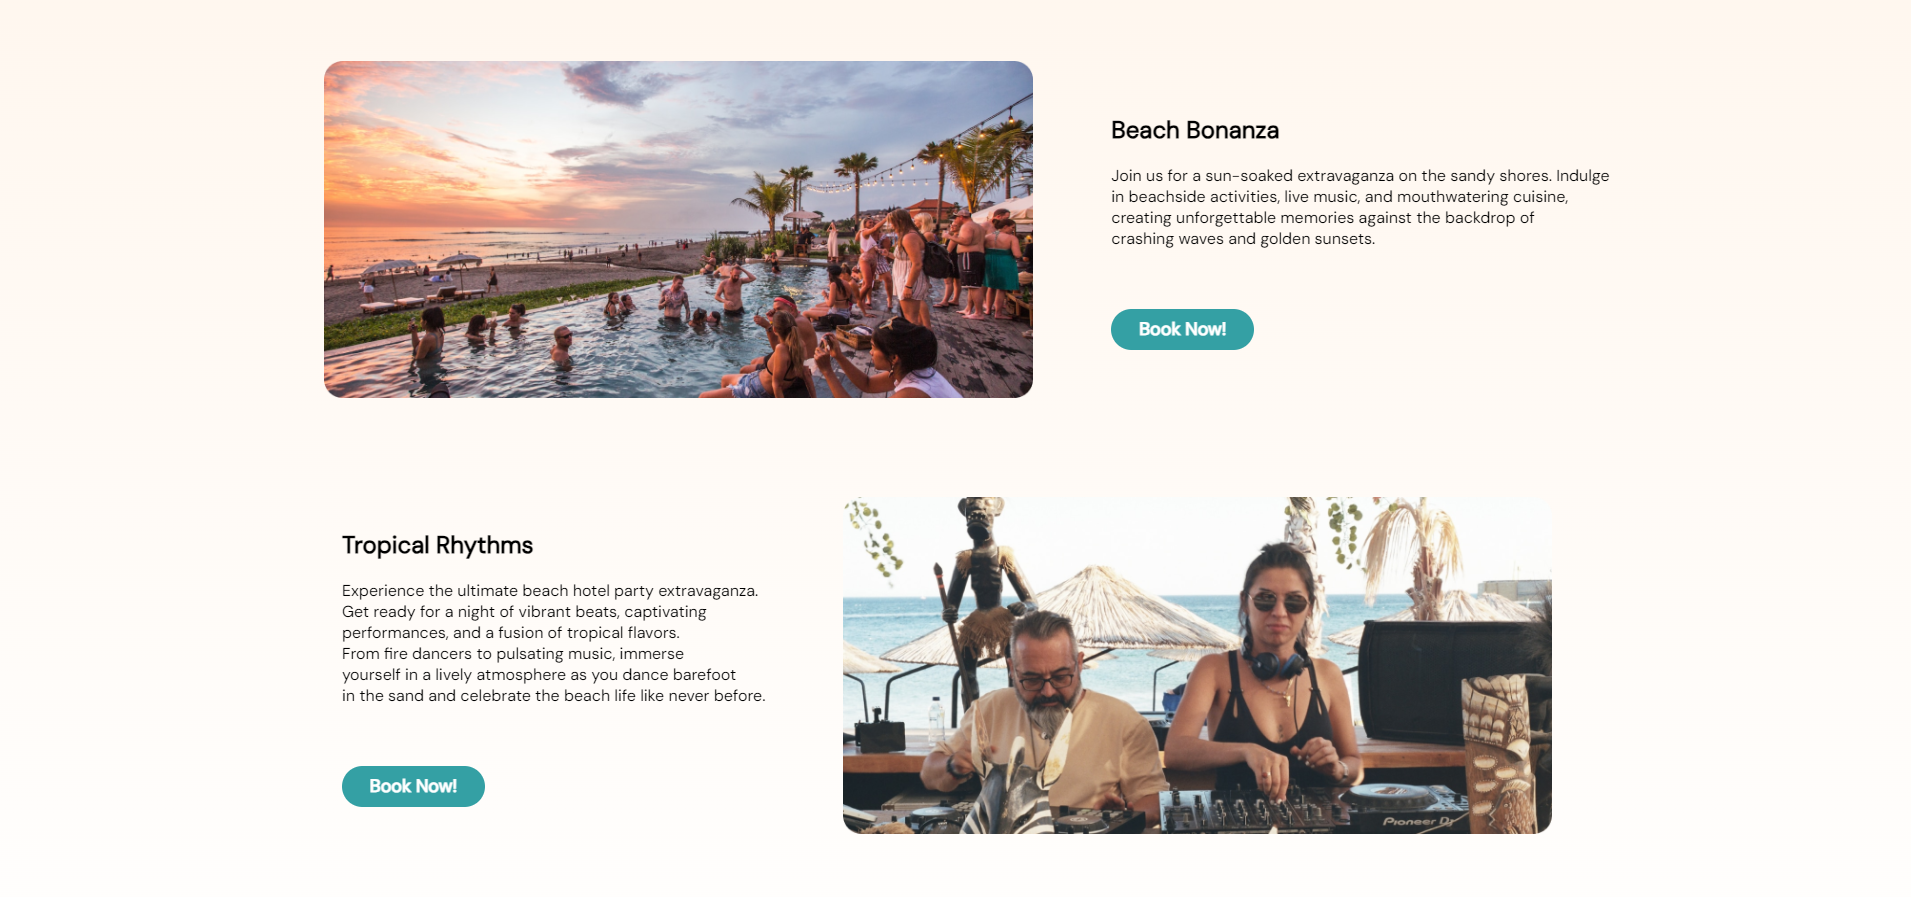 Beach Bonanza
Join us for a sun-soaked extravaganza on the sandy shores. Indulge
in beachside activities, live music, and mouthwatering cuisine,
creating unforgettable memories against the backdrop of
crashing waves and golden sunsets.
Book Now!
Tropical Rhythms
Experience the ultimate beach hotel party extravaganza.
Get ready for a night of vibrant beats, captivating
performances, and a fusion of tropical flavors.
From fire dancers to pulsating music, immerse
yourself in a lively atmosphere as you dance barefoot
in the sand and celebrate the beach life like never before.
Book Now!
Pioneer Dj